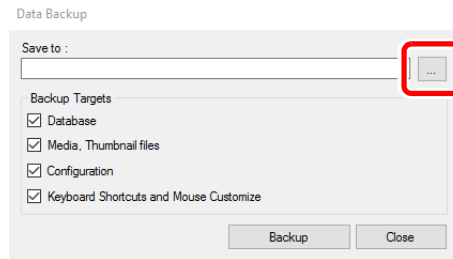 Data Backup
Save to :
...
Backup Targets
Database
Media, Thumbnail files
Configuration
Keyboard Shortcuts and Mouse Customize
Backup Close